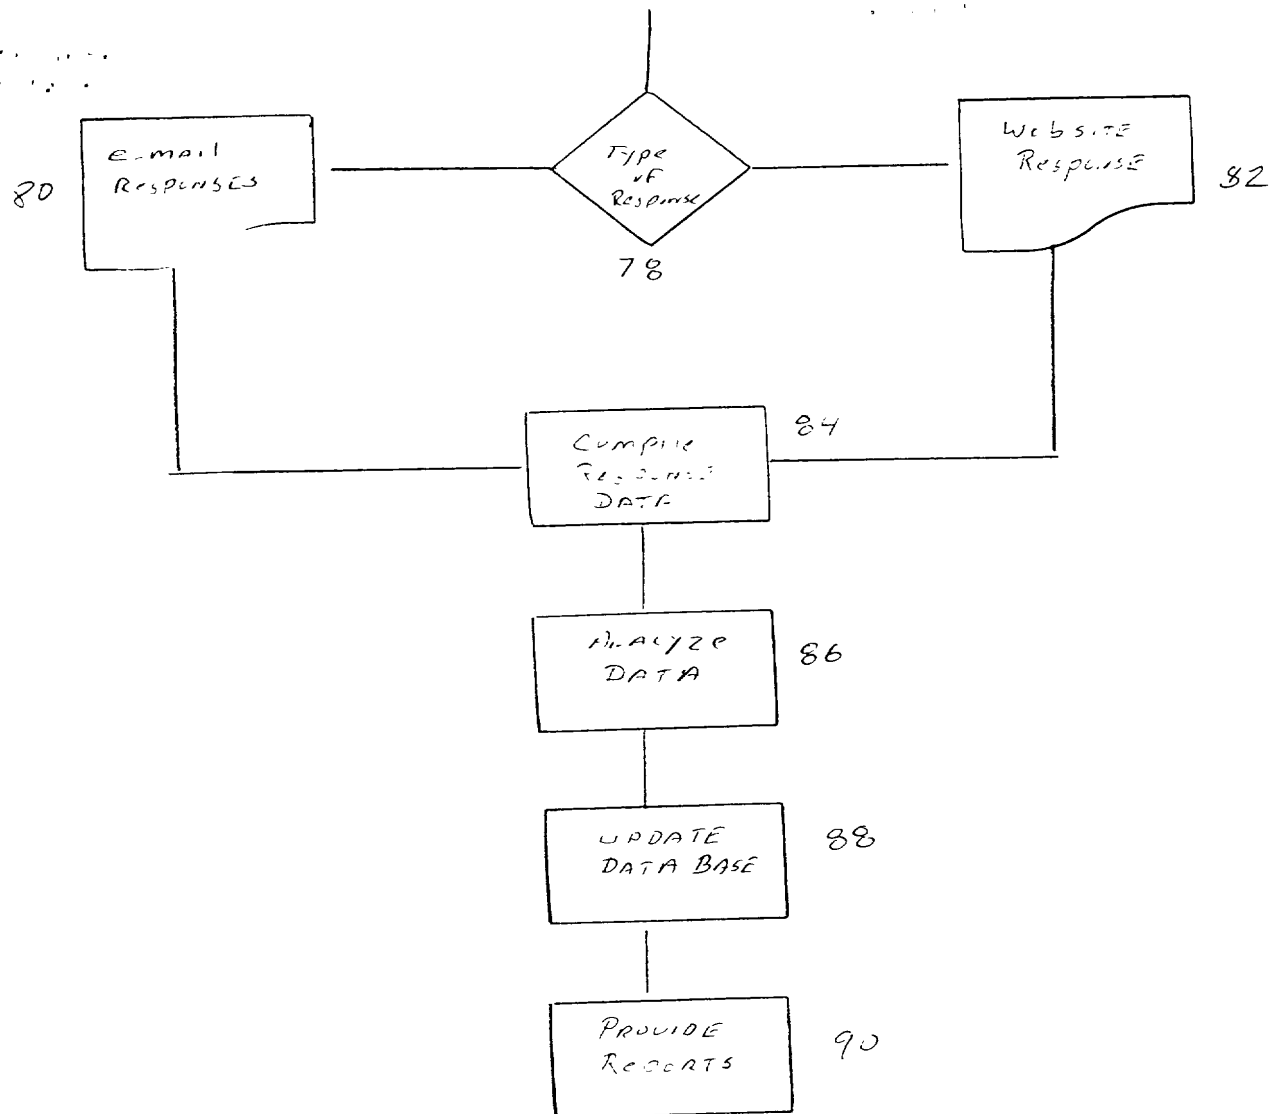 e-mail
Responses
80
Type
of
Response
78
Website
Response
82
Compile
Response
DATA
84
Analyze
DATA
86
UPDATE
DATA BASE
88
PROVIDE
Reports
90